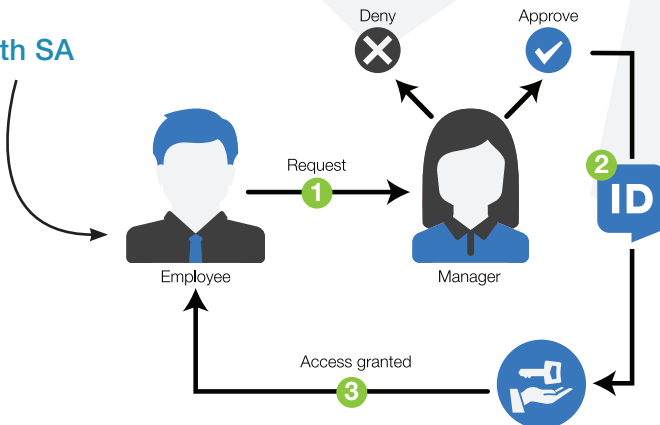 Deny
Approve
th SA
Request
1
2
ID
Employee
Manager
Access granted
3